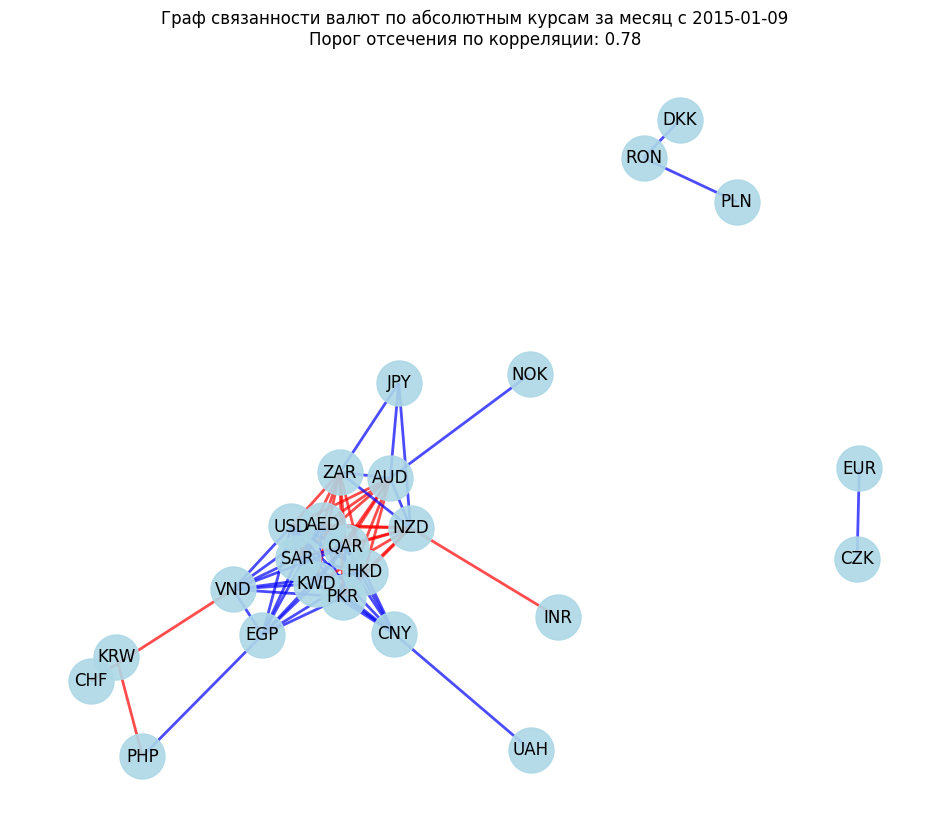 Граф связанности валют по абсолютным курсам за месяц с 2015-01-09
Порог отсечения по корреляции: 0.78
DKK
RON
PLN
JPY
NOK
ZAR
AUD
EUR
USD
AED
NZD
QAR
SAR
HKD
CZK
KWD
VND
PKR
INR
EGP
CNY
KRW
CHF
PHP
UAH